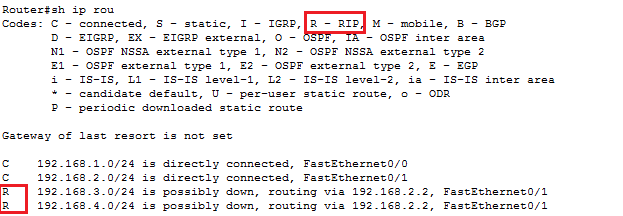 Router#sh ip rou
Codes: C - connected, S - static, I - IGRP, R - RIP, M - mobile, B - BGP
D - EIGRP, EX - EIGRP external, O - OSPF, IA - OSPF inter area
N1 - OSPF NSSA external type 1, N2 - OSPF NSSA external type 2
E1 - OSPF external type 1, E2 - OSPF external type 2, E - EGP
i - IS-IS, L1 - IS-IS level-1, L2 - IS-IS level-2, ia - IS-IS inter area
* - candidate default, U - per-user static route, o - ODR
P - periodic downloaded static route
Gateway of last resort is not set
C 192.168.1.0/24 is directly connected, FastEthernet0/0
C 192.168.2.0/24 is directly connected, FastEthernet0/1
R 192.168.3.0/24 is possibly down, routing via 192.168.2.2, FastEthernet0/1
R 192.168.4.0/24 is possibly down, routing via 192.168.2.2, FastEthernet0/1